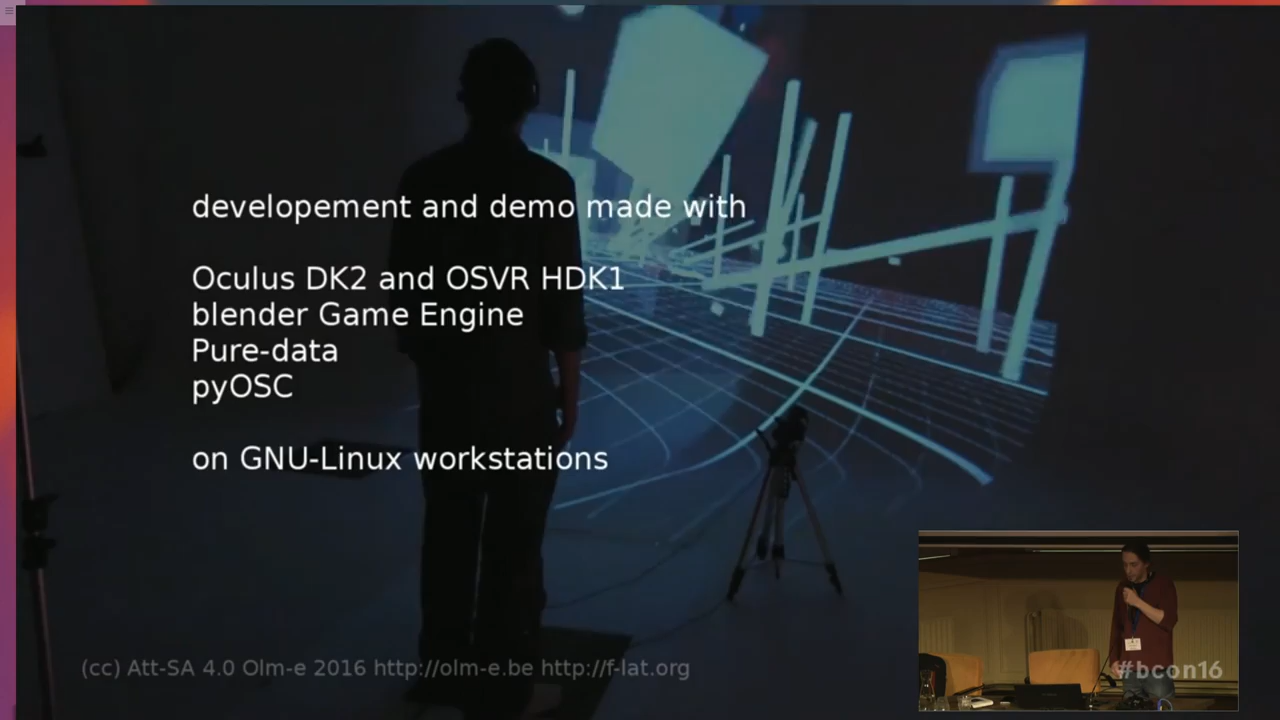 developement and demo made with
Oculus DK2 and OSVR HDK1
blender Game Engine
Pure-data
pyOSC
on GNU-Linux workstations
(cc) Att-SA 4.0 Olm-e 2016 http://olm-e.be http://f-lat.org
#bcon16